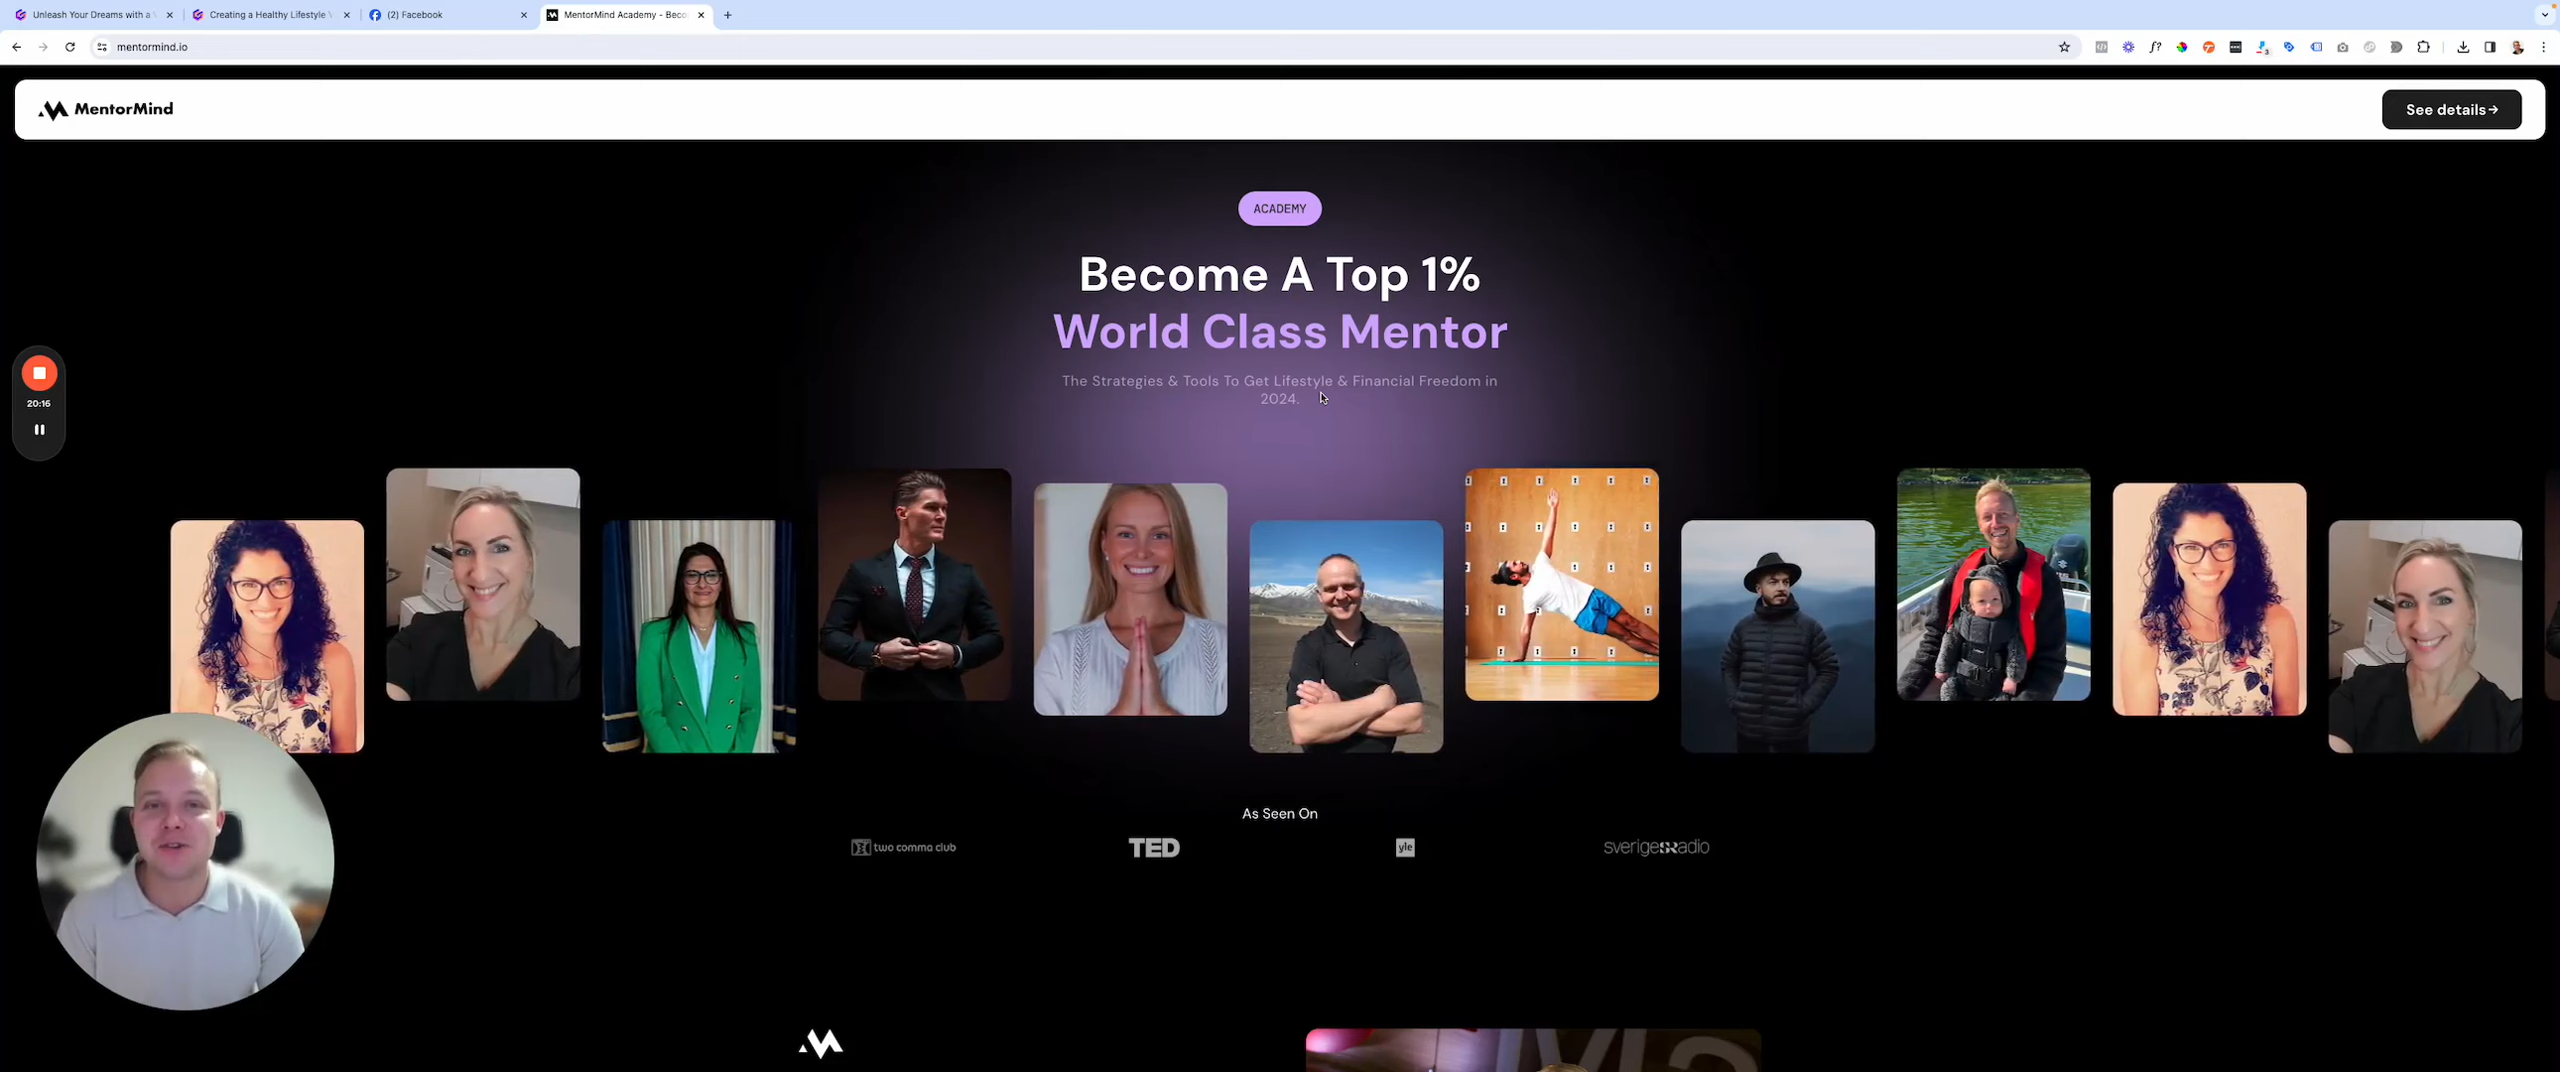 Unleash Your Dreams with a
Creating a Healthy Lifestyle
(2) Facebook
MentorMind Academy - Beco
mentormind.io
MentorMind
See details→
ACADEMY
Become A Top 1%
World Class Mentor
The Strategies & Tools To Get Lifestyle & Financial Freedom in
2024.
20:16
As Seen On
two comma club
TED
yle
sverigesradio